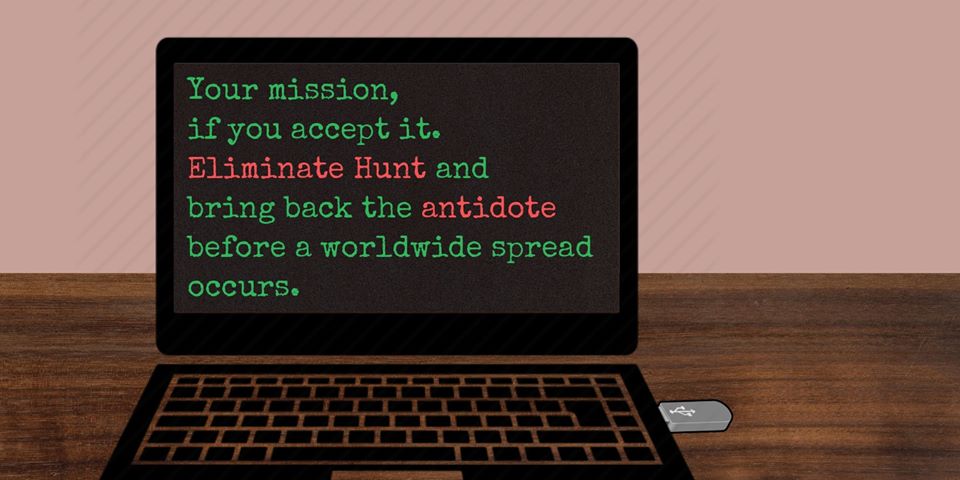 Your mission,
if you accept it.
Eliminate Hunt and
bring back the antidote
before a worldwide spread
occurs.